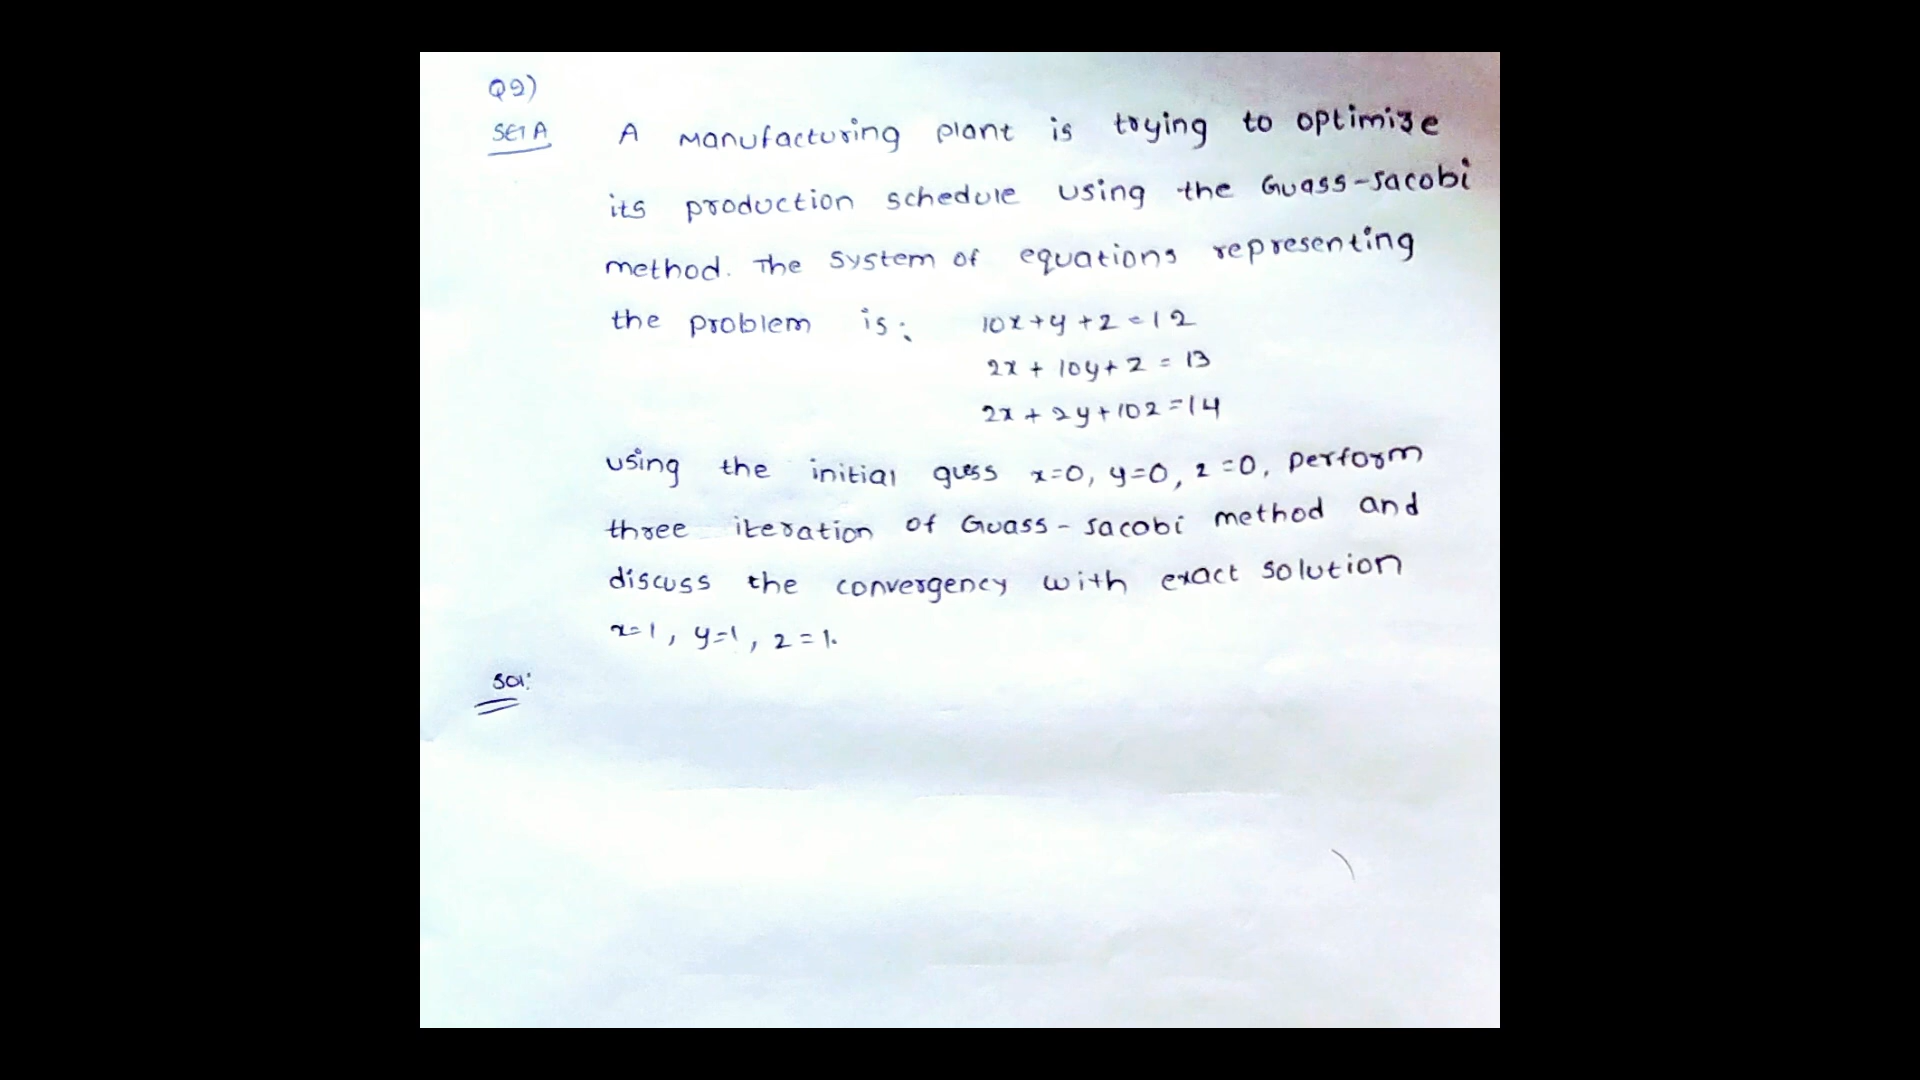 Q9)
SET A A manufacturing plant is trying to optimize
its production schedule using the Guass-Jacobi
method. The system of equations representing
the problem is: 10x+y+z=12
2x + 10y+z = 13
2x + 2y+10z=14
using the initial guss x=0, y=0, z=0, perform
three iteration of Guass-Jacobi method and
discuss the convergency with exact solution
x=1, y=1, z=1.
Sol: